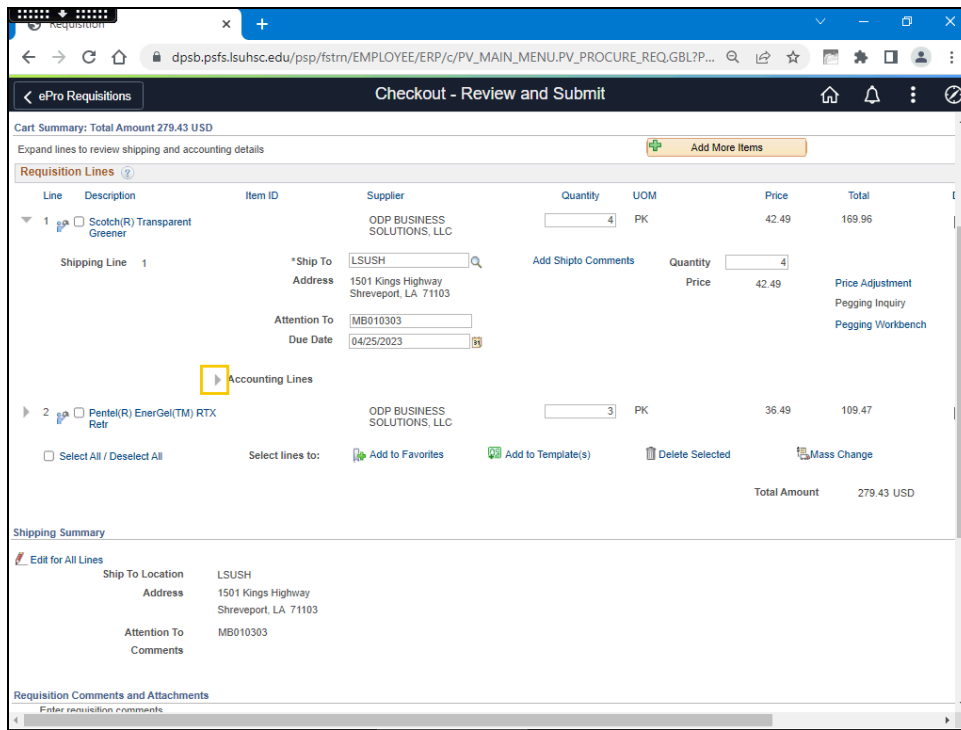 Requisition
dpsb.psfs.lsuhsc.edu/psp/fstrn/EMPLOYEE/ERP/c/PV_MAIN_MENU.PV_PROCURE_REQ.GBL?P...
ePro Requisitions
Checkout - Review and Submit
Cart Summary: Total Amount 279.43 USD
Expand lines to review shipping and accounting details
Add More Items
Requisition Lines ?
Line Description Item ID Supplier Quantity UOM Price Total
1 Scotch(R) Transparent Greener ODP BUSINESS SOLUTIONS, LLC 4 PK 42.49 169.96
Shipping Line 1 *Ship To LSUSH Add Shipto Comments Quantity 4
Address 1501 Kings Highway Price 42.49 Price Adjustment
Shreveport, LA 71103
Pegging Inquiry
Attention To MB010303 Pegging Workbench
Due Date 04/25/2023 31
Accounting Lines
2 Pentel(R) EnerGel(TM) RTX Retr ODP BUSINESS SOLUTIONS, LLC 3 PK 36.49 109.47
Select All / Deselect All Select lines to: Add to Favorites Add to Template(s) Delete Selected Mass Change
Total Amount 279.43 USD
Shipping Summary
Edit for All Lines
Ship To Location LSUSH
Address 1501 Kings Highway
Shreveport, LA 71103
Attention To MB010303
Comments
Requisition Comments and Attachments
Enter requisition comments